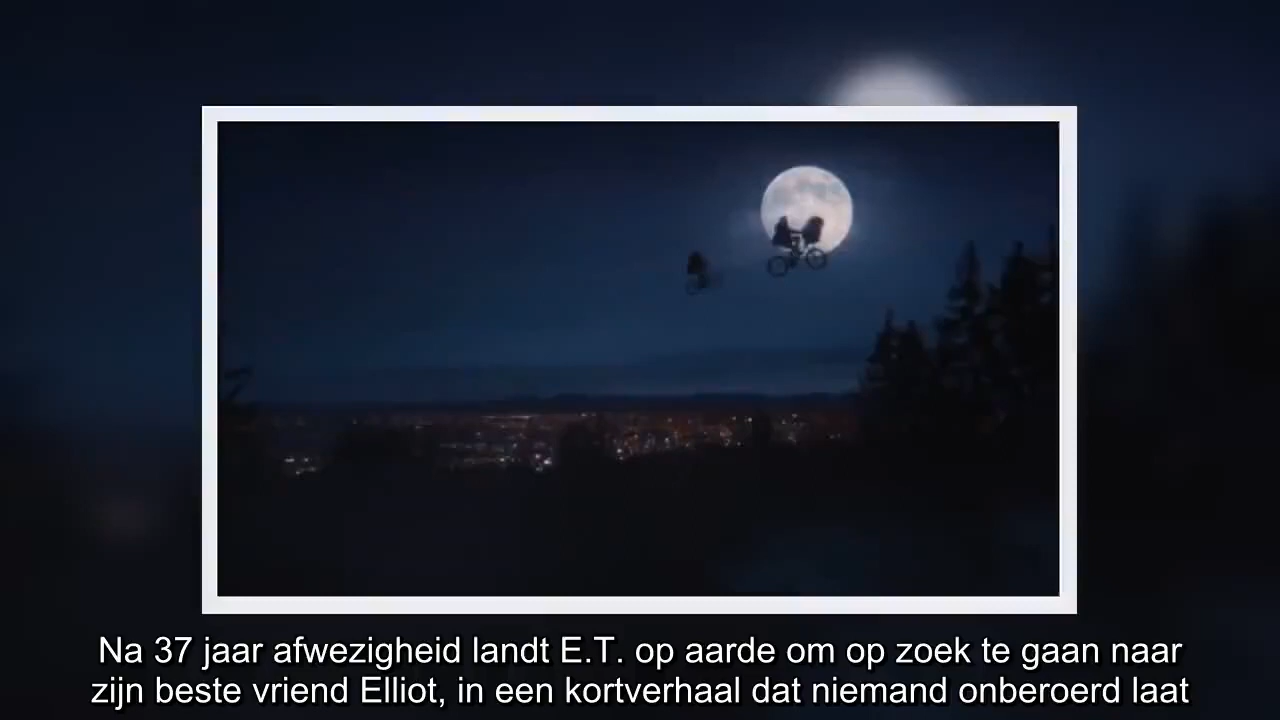 Na 37 jaar afwezigheid landt E.T. op aarde om op zoek te gaan naar
zijn beste vriend Elliot, in een kortverhaal dat niemand onberoerd laat